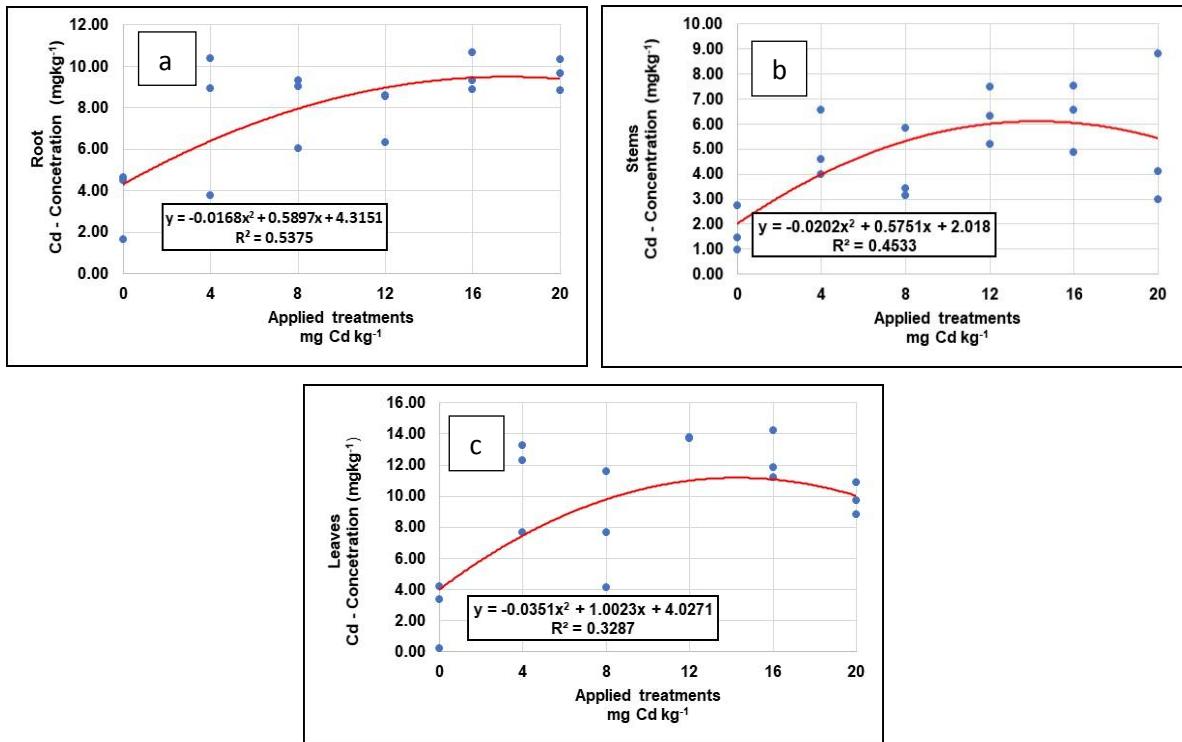 a
Root
Cd - Concetration (mgkg⁻¹)
12.00
10.00
8.00
6.00
4.00
2.00
0.00
y = -0.0168x² + 0.5897x + 4.3151
R² = 0.5375
0 4 8 12 16 20
Applied treatments
mg Cd kg⁻¹
b
Stems
Cd - Concentration (mgkg⁻¹)
10.00
9.00
8.00
7.00
6.00
5.00
4.00
3.00
2.00
1.00
0.00
y = -0.0202x² + 0.5751x + 2.018
R² = 0.4533
0 4 8 12 16 20
Applied treatments
mg Cd kg⁻¹
c
Leaves
Cd - Concetration (mgkg⁻¹)
16.00
14.00
12.00
10.00
8.00
6.00
4.00
2.00
0.00
y = -0.0351x² + 1.0023x + 4.0271
R² = 0.3287
0 4 8 12 16 20
Applied treatments
mg Cd kg⁻¹